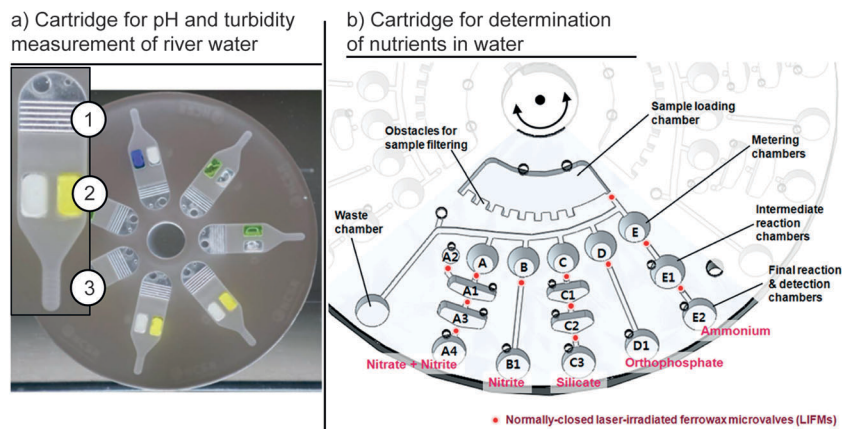 a) Cartridge for pH and turbidity
measurement of river water
1
2
3
b) Cartridge for determination
of nutrients in water
Sample loading
chamber
Obstacles for
sample filtering
Metering
chambers
Waste
chamber
Intermediate
reaction
chambers
Final reaction
& detection
chambers
A2
A
B
C
D
E
A1
C1
E1
A3
C2
E2
A4
B1
C3
D1
Ammonium
Nitrate + Nitrite
Nitrite
Silicate
Orthophosphate
Normally-closed laser-irradiated ferrowax microvalves (LIFMs)